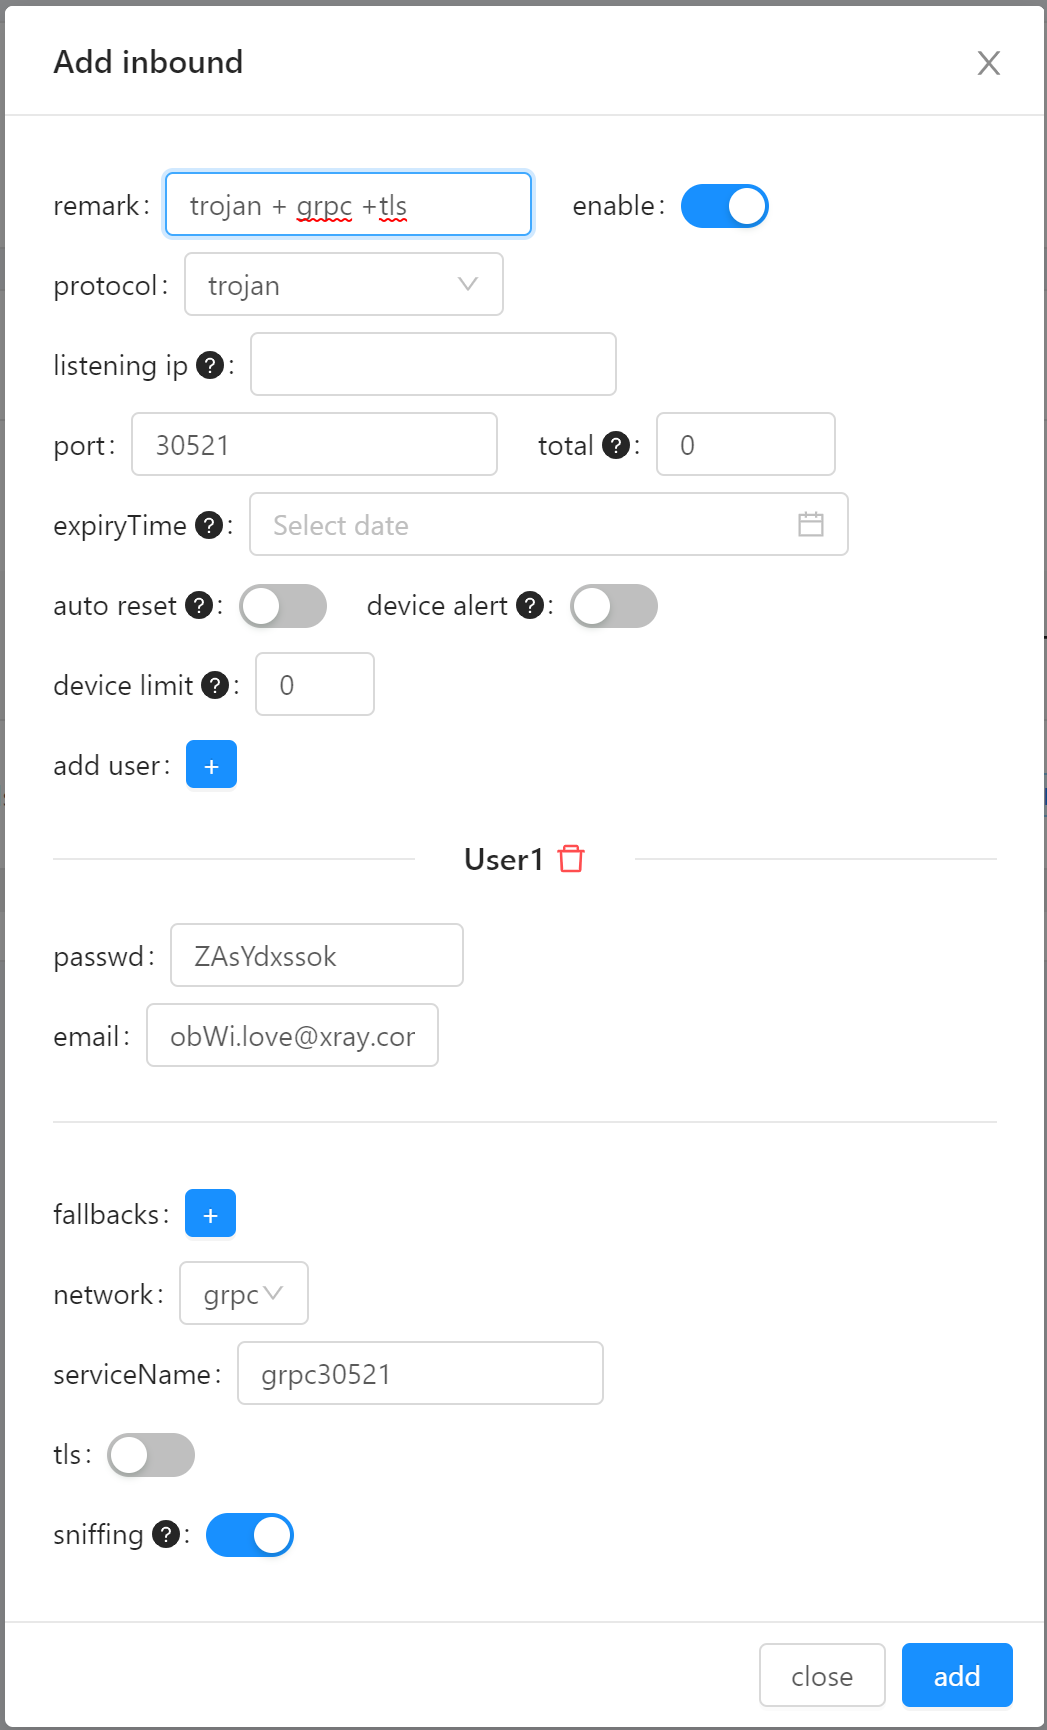 Add inbound
remark: trojan + grpc +tls enable:
protocol: trojan
listening ip ? :
port: 30521 total ? : 0
expiryTime ? : Select date
auto reset ? : device alert ? :
device limit ? : 0
add user: +
User1
passwd: ZAsYdxssok
email: obWi.love@xray.cor
fallbacks: +
network: grpc
serviceName: grpc30521
tls:
sniffing ? :
close add